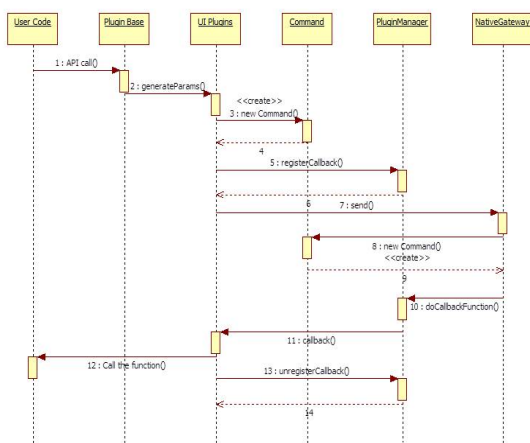 User Code
Plugin Base
UI Plugins
Command
PluginManager
NativeGateway
1 : API call()
2 : generateParams()
<<create>>
3 : new Command()
4
5 : registerCallback()
6
7 : send()
8 : new Command()
<<create>>
9
10 : doCallbackFunction()
11 : callback()
12 : Call the function()
13 : unregisterCallback()
14